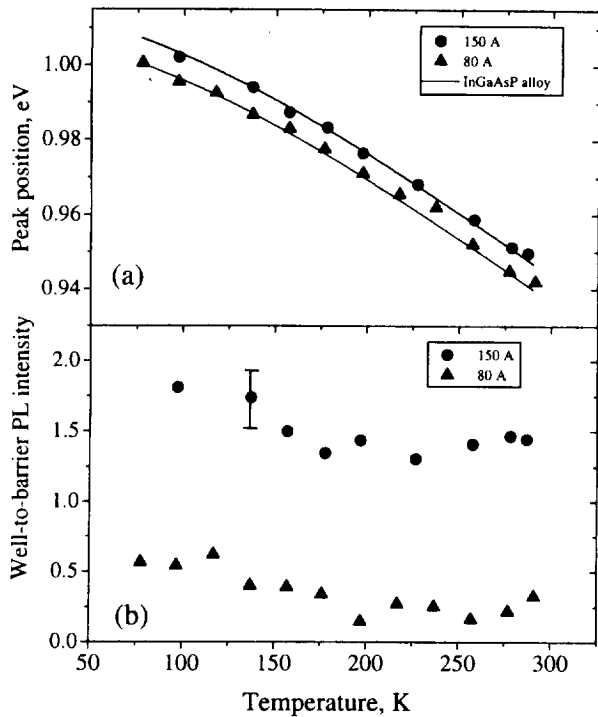 150 A
80 A
InGaAsP alloy
1.00
0.98
0.96
0.94
Peak position, eV
(a)
150 A
80 A
2.0
1.5
1.0
0.5
0.0
Well-to-barrier PL intensity
(b)
50 100 150 200 250 300
Temperature, K